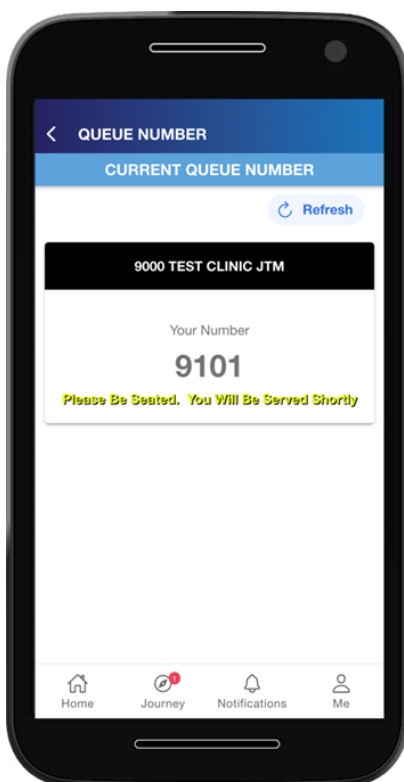 QUEUE NUMBER
CURRENT QUEUE NUMBER
Refresh
9000 TEST CLINIC JTM
Your Number
9101
Please Be Seated. You Will Be Served Shortly
1
Home Journey Notifications Me